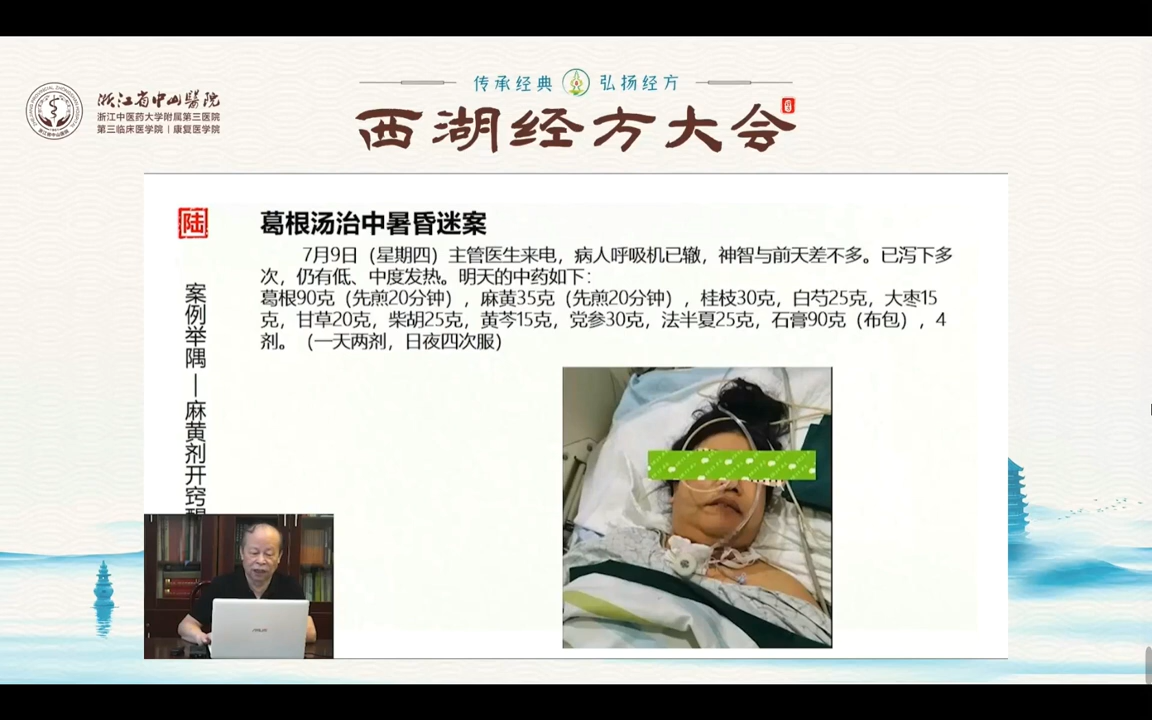 传承经典 弘扬经方
西湖经方大会
浙江省中山醫院
浙江中医药大学附属第三医院
第三临床医学院｜康复医学院
陆
葛根汤治中暑昏迷案
7月9日（星期四）主管医生来电，病人呼吸机已辙，神智与前天差不多。已泻下多
次，仍有低、中度发热。明天的中药如下：
葛根90克（先煎20分钟），麻黄35克（先煎20分钟），桂枝30克，白芍25克，大枣15
克，甘草20克，柴胡25克，黄芩15克，党参30克，法半夏25克，石膏90克（布包），4
剂。（一天两剂，日夜四次服）
案例举隅—麻黄剂开窍
ASUS